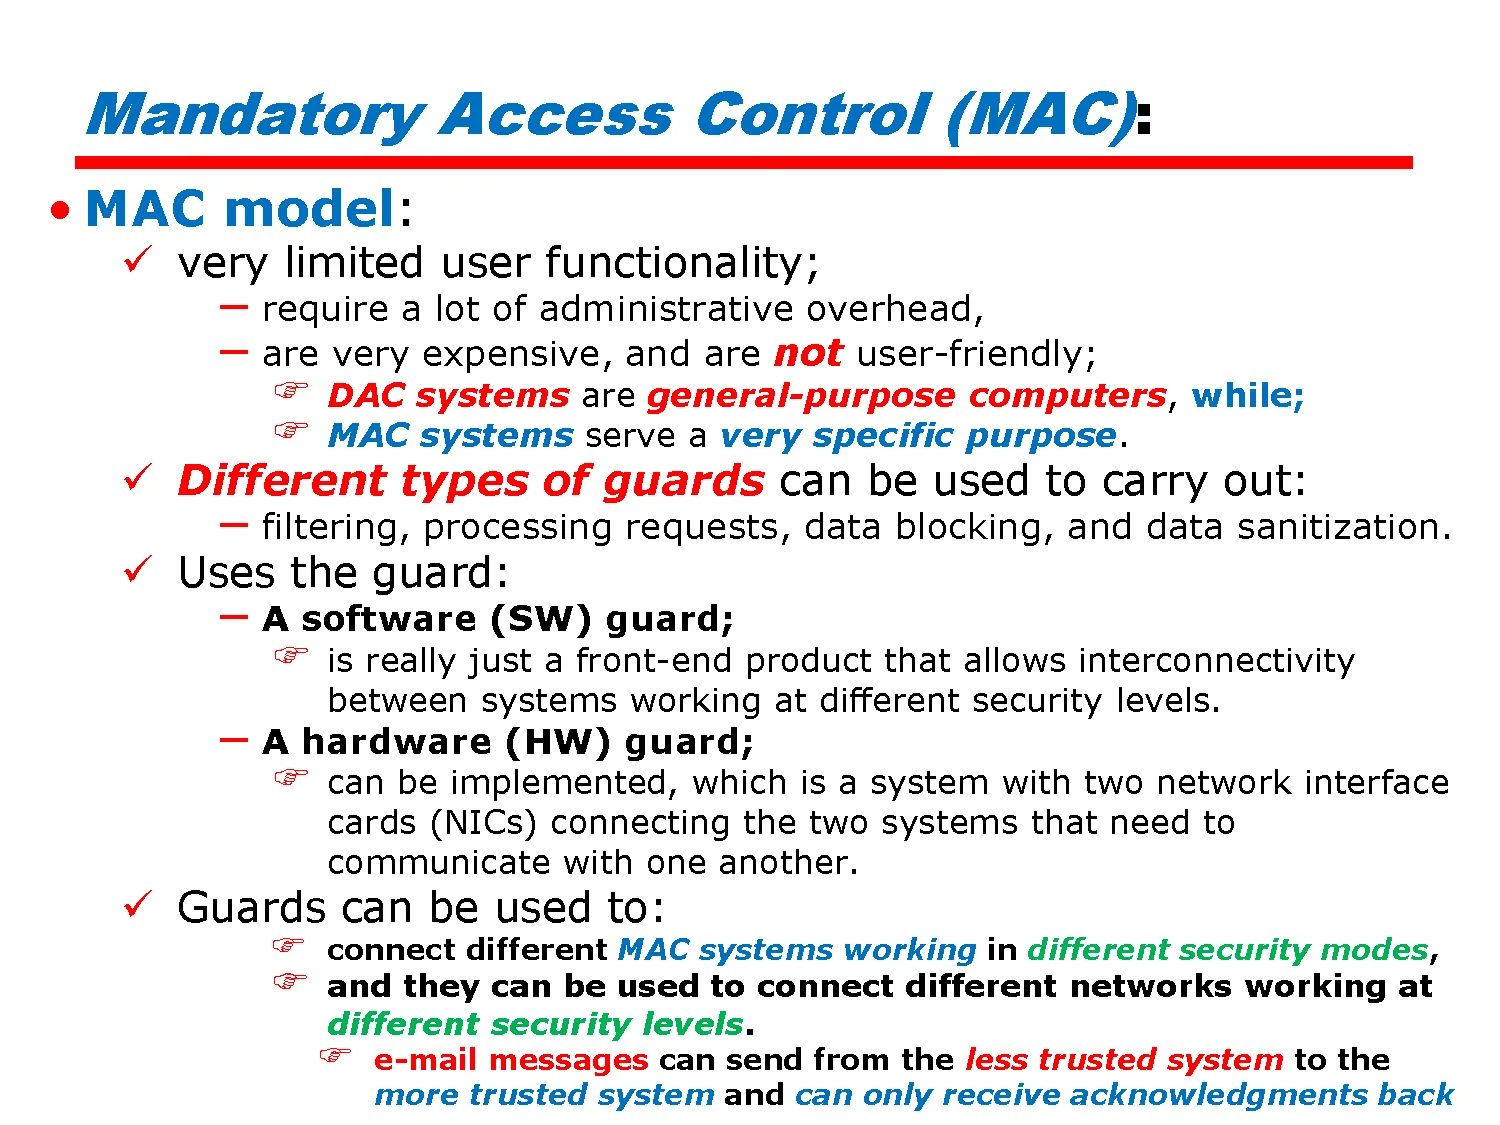 Mandatory Access Control (MAC):
• MAC model:
✓ very limited user functionality;
– require a lot of administrative overhead,
– are very expensive, and are not user-friendly;
☞ DAC systems are general-purpose computers, while;
☞ MAC systems serve a very specific purpose.
✓ Different types of guards can be used to carry out:
– filtering, processing requests, data blocking, and data sanitization.
✓ Uses the guard:
– A software (SW) guard;
☞ is really just a front-end product that allows interconnectivity
between systems working at different security levels.
– A hardware (HW) guard;
☞ can be implemented, which is a system with two network interface
cards (NICs) connecting the two systems that need to
communicate with one another.
✓ Guards can be used to:
☞ connect different MAC systems working in different security modes,
☞ and they can be used to connect different networks working at
different security levels.
☞ e-mail messages can send from the less trusted system to the
more trusted system and can only receive acknowledgments back